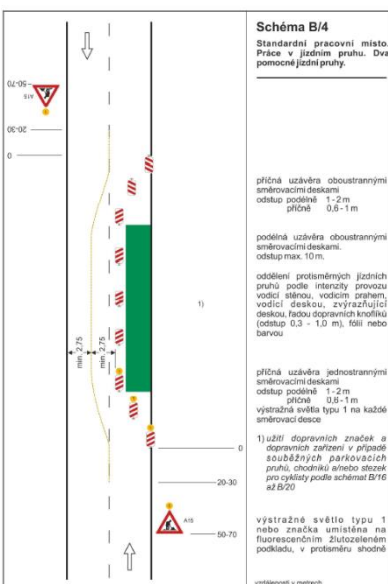 Schéma B/4
Standardní pracovní místo.
Práce v jízdním pruhu. Dva
pomocné jízdní pruhy.
50-70
A15
20-30
0
příčná uzávěra oboustrannými
směrovacími deskami
odstup podélně 1 - 2 m
příčně 0,6 - 1 m
podélná uzávěra oboustrannými
směrovacími deskami.
odstup max. 10 m.
1)
oddělení protisměrných jízdních
pruhů podle intenzity provozu
vodicí stěnou, vodicím prahem,
vodicí deskou, zvýrazňující
deskou, řadou dopravních knoflíků
(odstup 0,3 - 1,0 m), fólií nebo
barvou
min. 2,75
min. 2,75
příčná uzávěra jednostrannými
směrovacími deskami
odstup podélně 1 - 2 m
příčně 0,6 - 1 m
výstražná světla typu 1 na každé
směrovací desce
0
1) užití dopravních značek a
dopravních zařízení v případě
souběžných parkovacích
pruhů, chodníků a/nebo stezek
pro cyklisty podle schémat B/16
až B/20
20-30
A15
50-70
výstražné světlo typu 1
nebo značka umístěna na
fluorescenčním žlutozeleném
podkladu, v protisměru shodně
vzdálenosti v metrech